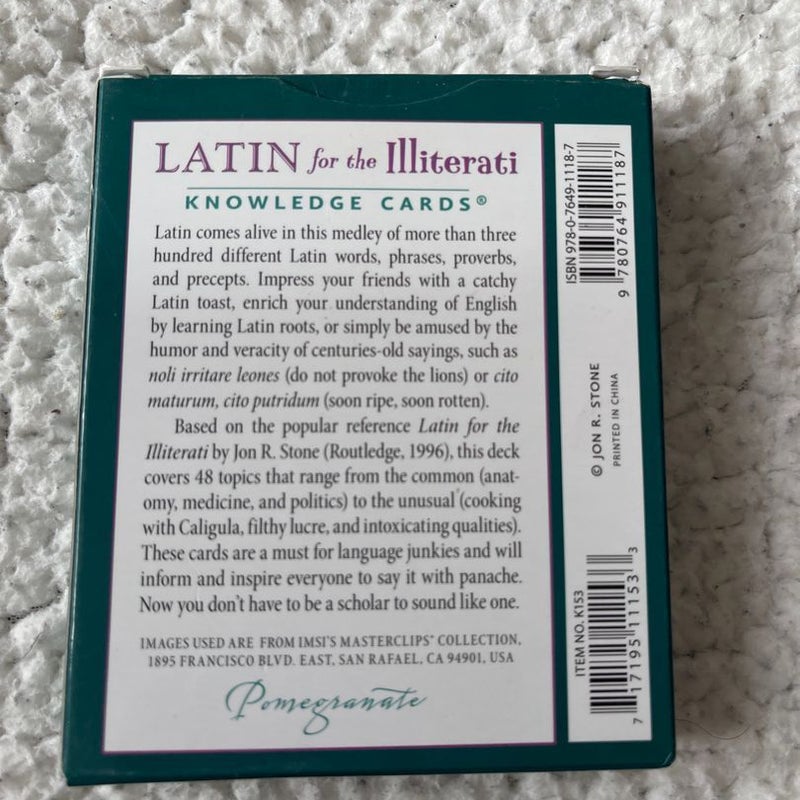 LATIN for the Illiterati
KNOWLEDGE CARDS®
Latin comes alive in this medley of more than three
hundred different Latin words, phrases, proverbs,
and precepts. Impress your friends with a catchy
Latin toast, enrich your understanding of English
by learning Latin roots, or simply be amused by the
humor and veracity of centuries-old sayings, such as
noli irritare leones (do not provoke the lions) or cito
maturum, cito putridum (soon ripe, soon rotten).
Based on the popular reference Latin for the
Illiterati by Jon R. Stone (Routledge, 1996), this deck
covers 48 topics that range from the common (anat-
omy, medicine, and politics) to the unusual (cooking
with Caligula, filthy lucre, and intoxicating qualities).
These cards are a must for language junkies and will
inform and inspire everyone to say it with panache.
Now you don't have to be a scholar to sound like one.
IMAGES USED ARE FROM IMSI'S MASTERCLIPS® COLLECTION,
1895 FRANCISCO BLVD. EAST, SAN RAFAEL, CA 94901, USA
Pomegranate
ISBN 978-0-7649-1118-7
9 780764 911187
© JON R. STONE
PRINTED IN CHINA
ITEM NO. K153
7 17195 11153 3